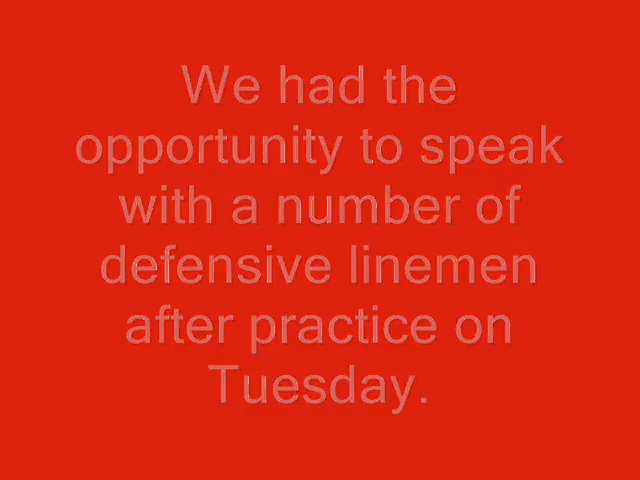 We had the
opportunity to speak
with a number of
defensive linemen
after practice on
Tuesday.